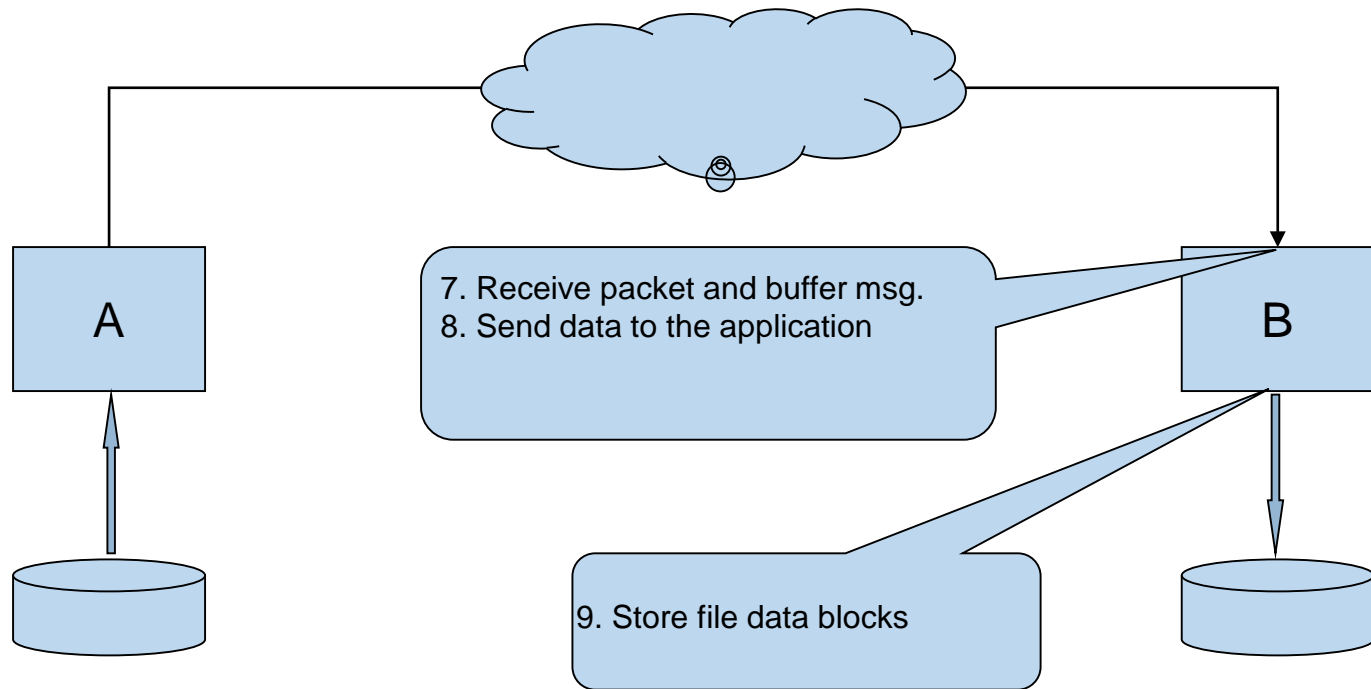 A
7. Receive packet and buffer msg.
8. Send data to the application
B
9. Store file data blocks